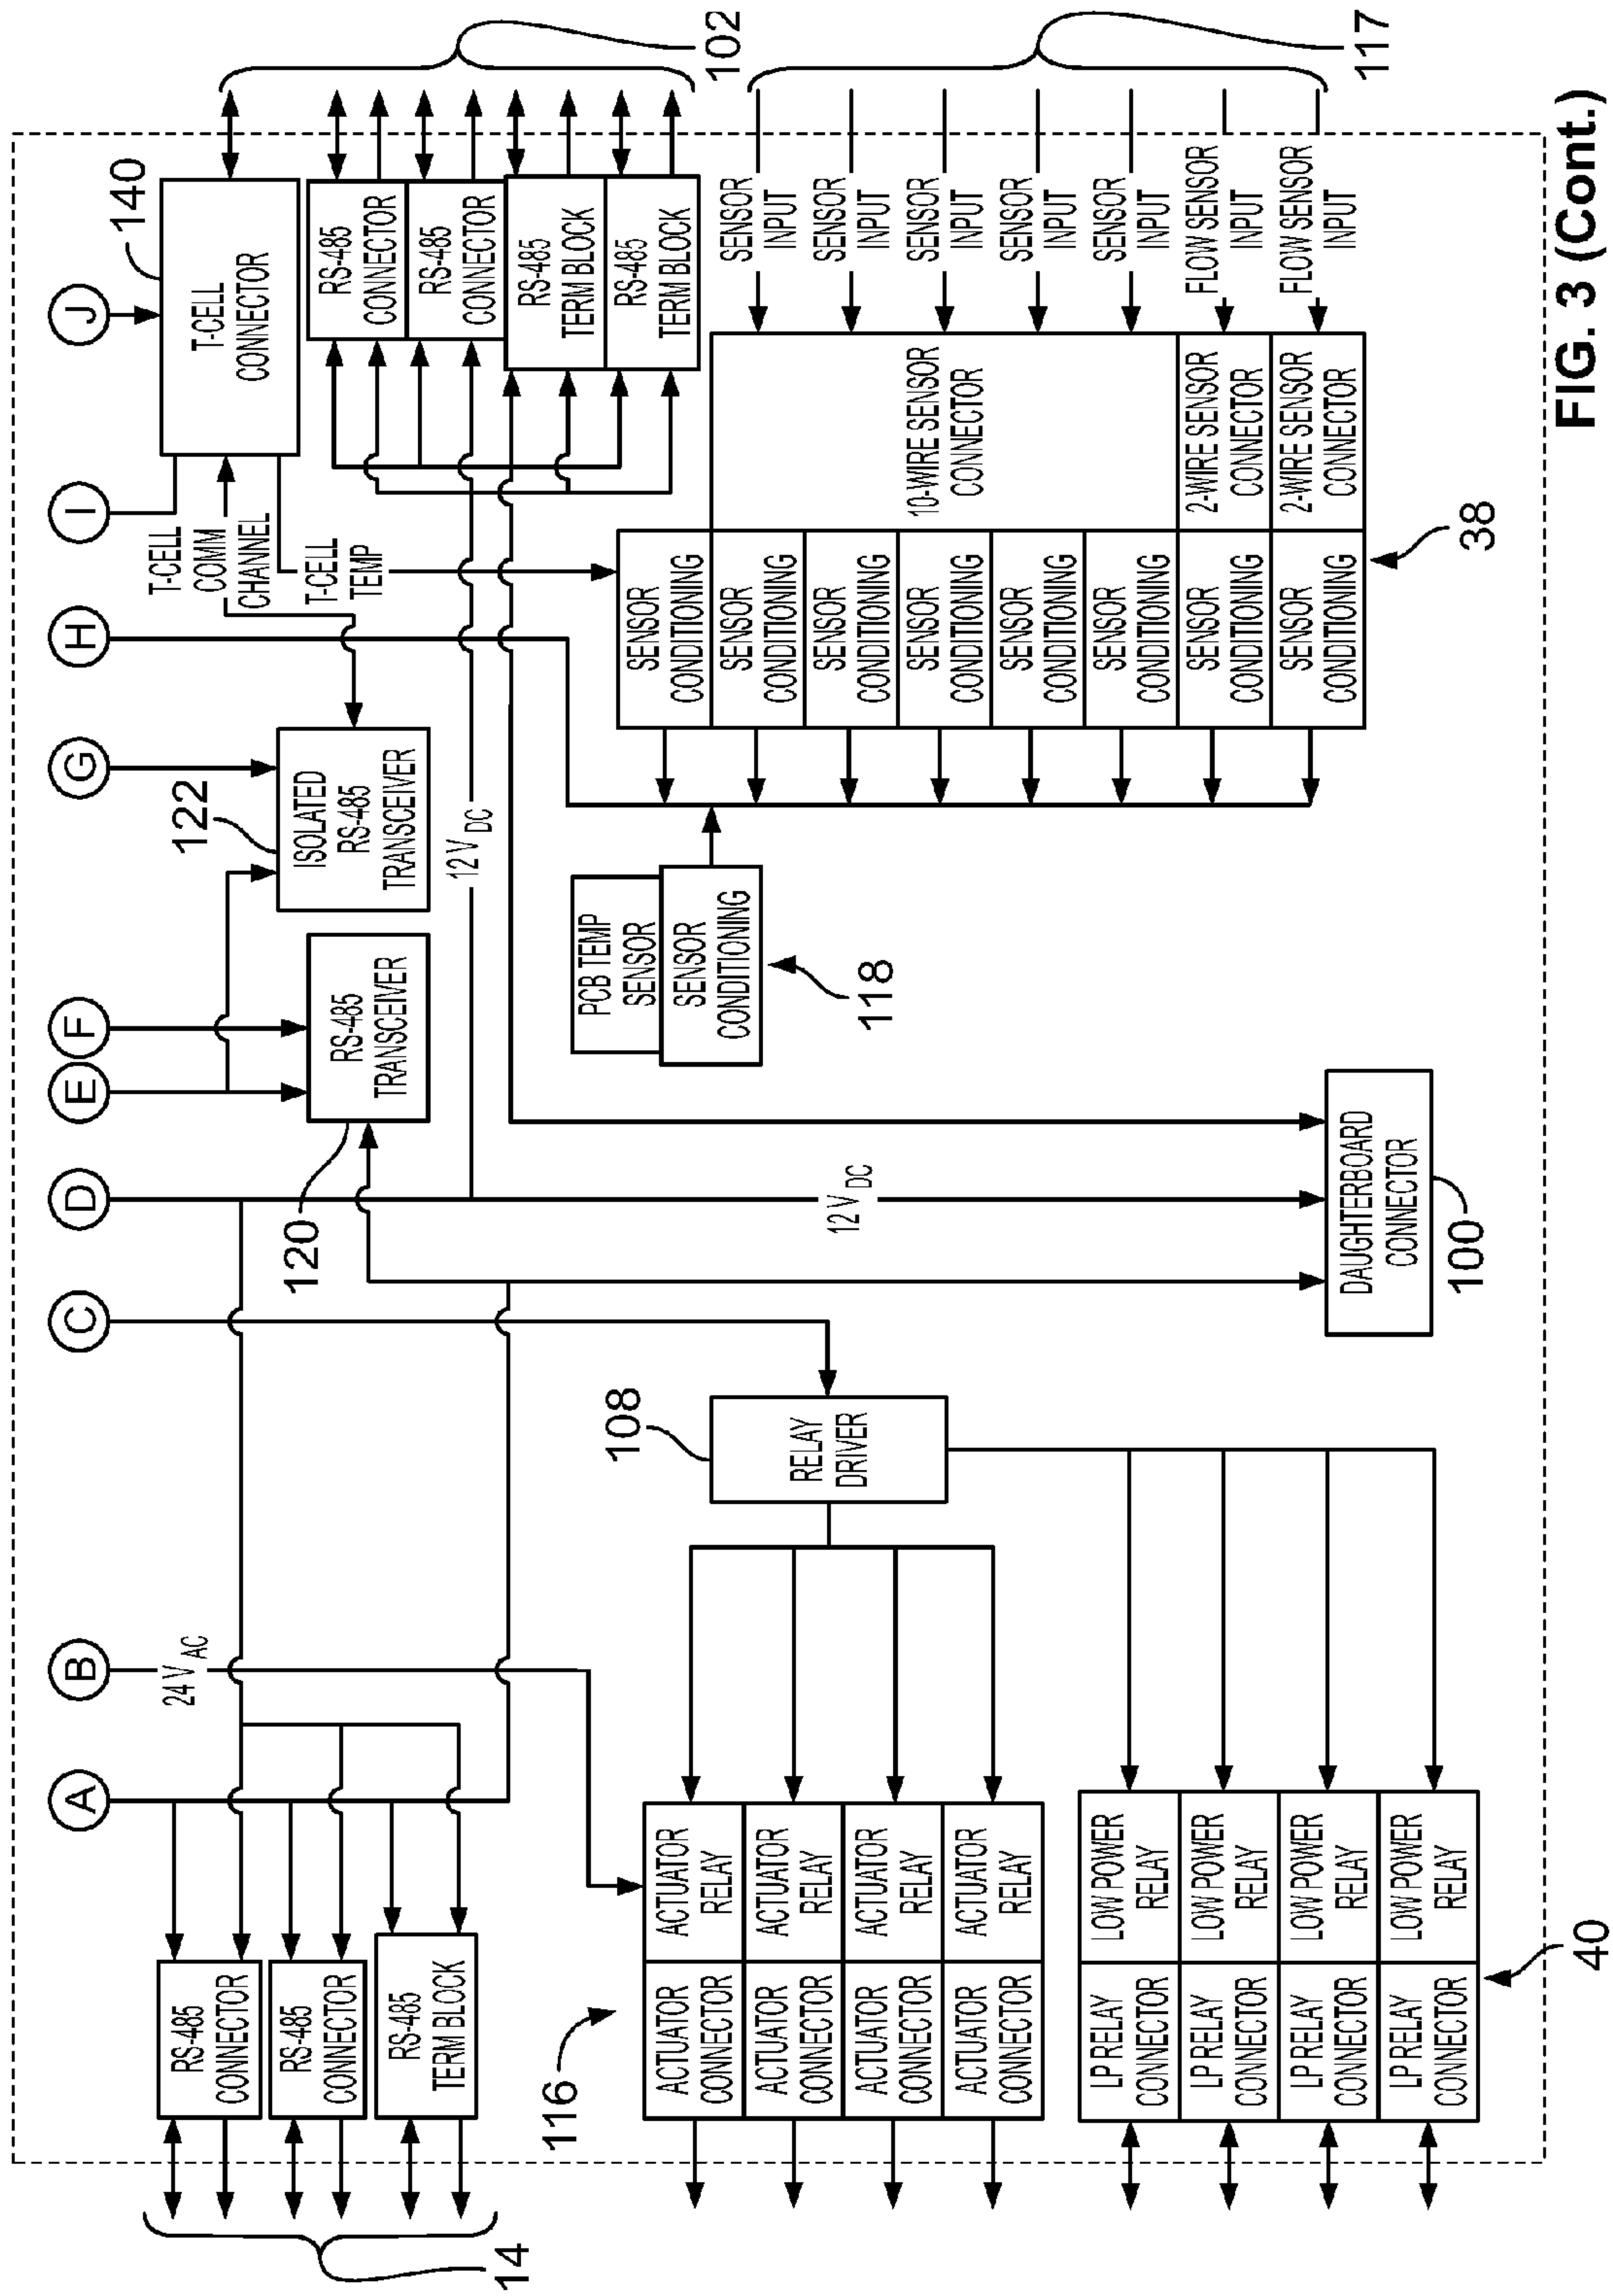 A
B
C
D
E
F
G
H
I
J
24 VAC
T-CELL
COMM
CHANNEL
T-CELL
TEMP
140
T-CELL
CONNECTOR
102
RS-485
CONNECTOR
RS-485
CONNECTOR
RS-485
TERM BLOCK
RS-485
TERM BLOCK
14
RS-485
CONNECTOR
RS-485
CONNECTOR
RS-485
TERM BLOCK
120
RS-485
TRANSCEIVER
122
ISOLATED
RS-485
TRANSCEIVER
12 VDC
12 VDC
116
ACTUATOR
CONNECTOR
ACTUATOR
RELAY
ACTUATOR
CONNECTOR
ACTUATOR
RELAY
ACTUATOR
CONNECTOR
ACTUATOR
RELAY
ACTUATOR
CONNECTOR
ACTUATOR
RELAY
108
RELAY
DRIVER
PCB TEMP
SENSOR
SENSOR
CONDITIONING
118
SENSOR
CONDITIONING
SENSOR
CONDITIONING
SENSOR
CONDITIONING
SENSOR
CONDITIONING
SENSOR
CONDITIONING
SENSOR
CONDITIONING
SENSOR
CONDITIONING
SENSOR
CONDITIONING
10-WIRE SENSOR
CONNECTOR
2-WIRE SENSOR
CONNECTOR
2-WIRE SENSOR
CONNECTOR
SENSOR
INPUT
SENSOR
INPUT
SENSOR
INPUT
SENSOR
INPUT
SENSOR
INPUT
FLOW SENSOR
INPUT
FLOW SENSOR
INPUT
117
38
LP RELAY
CONNECTOR
LOW POWER
RELAY
LP RELAY
CONNECTOR
LOW POWER
RELAY
LP RELAY
CONNECTOR
LOW POWER
RELAY
LP RELAY
CONNECTOR
LOW POWER
RELAY
40
DAUGHTERBOARD
CONNECTOR
100
FIG. 3 (Cont.)